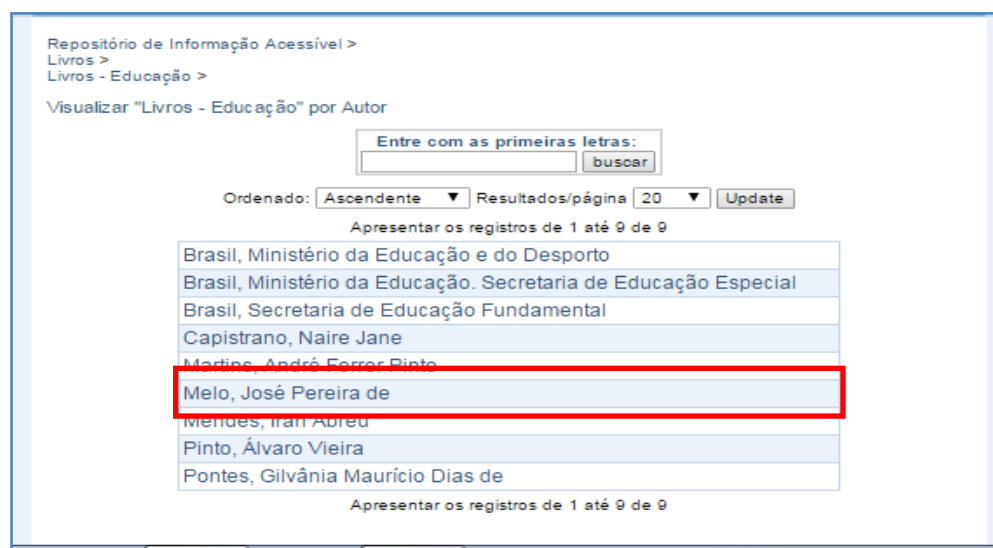 Repositório de Informação Acessível >
Livros >
Livros - Educação >
Visualizar "Livros - Educação" por Autor
Entre com as primeiras letras:
buscar
Ordenado: Ascendente ▼ Resultados/página 20 ▼ Update
Apresentar os registros de 1 até 9 de 9
Brasil, Ministério da Educação e do Desporto
Brasil, Ministério da Educação. Secretaria de Educação Especial
Brasil, Secretaria de Educação Fundamental
Capistrano, Naire Jane
Martins, André Ferrer Pinto
Melo, José Pereira de
Mendes, Iran Abreu
Pinto, Álvaro Vieira
Pontes, Gilvânia Maurício Dias de
Apresentar os registros de 1 até 9 de 9